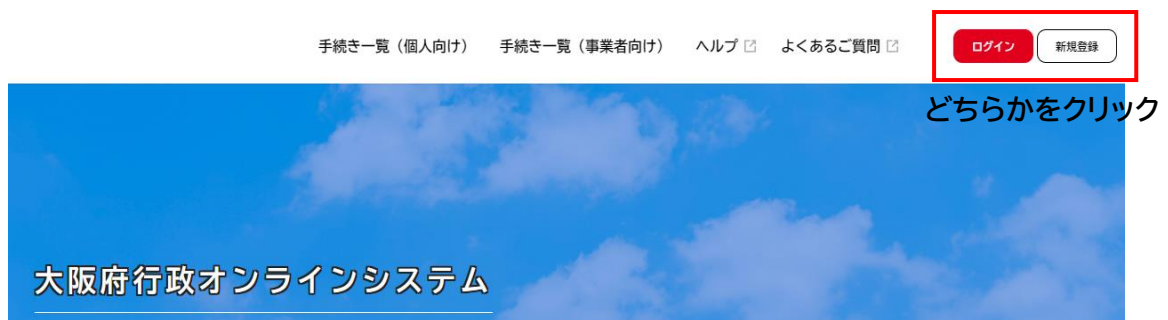 手続き一覧（個人向け） 手続き一覧（事業者向け） ヘルプ よくあるご質問 ログイン 新規登録
どちらかをクリック
大阪府行政オンラインシステム